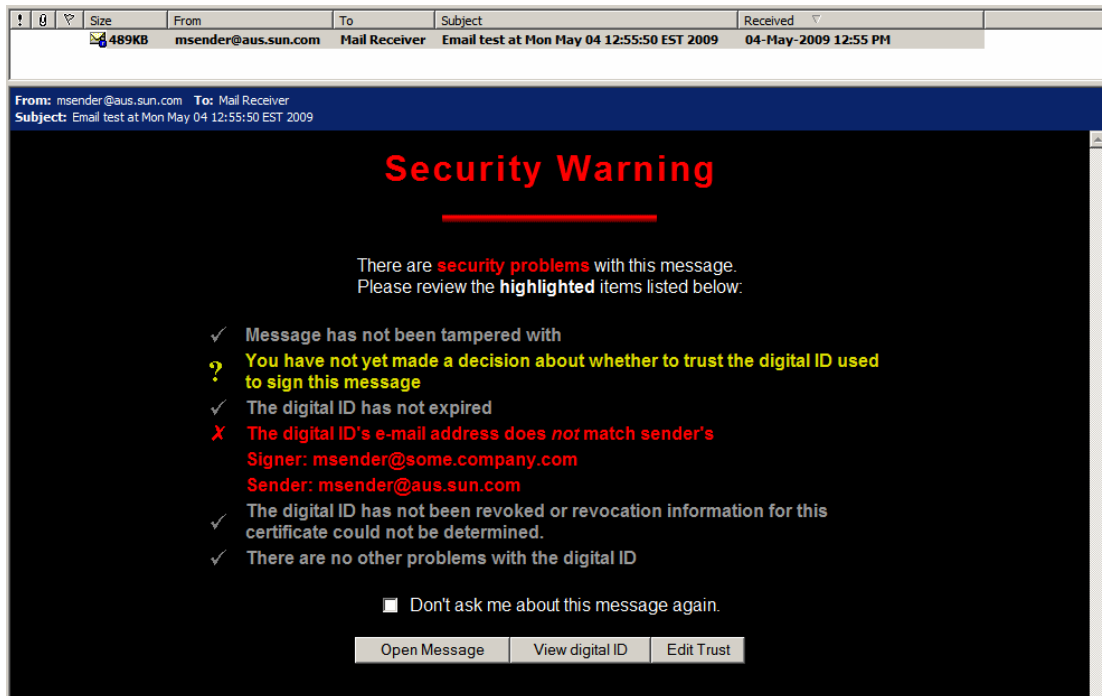 ! Size From To Subject Received
489KB msender@aus.sun.com Mail Receiver Email test at Mon May 04 12:55:50 EST 2009 04-May-2009 12:55 PM
From: msender@aus.sun.com To: Mail Receiver
Subject: Email test at Mon May 04 12:55:50 EST 2009
Security Warning
There are security problems with this message.
Please review the highlighted items listed below:
Message has not been tampered with
? You have not yet made a decision about whether to trust the digital ID used
to sign this message
The digital ID has not expired
The digital ID's e-mail address does not match sender's
Signer: msender@some.company.com
Sender: msender@aus.sun.com
The digital ID has not been revoked or revocation information for this
certificate could not be determined.
There are no other problems with the digital ID
Don't ask me about this message again.
Open Message View digital ID Edit Trust